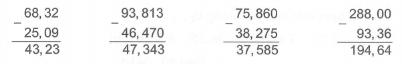 68,32 93,813 75,860 288,00
– – – –
25,09 46,470 38,275 93,36
43,23 47,343 37,585 194,64